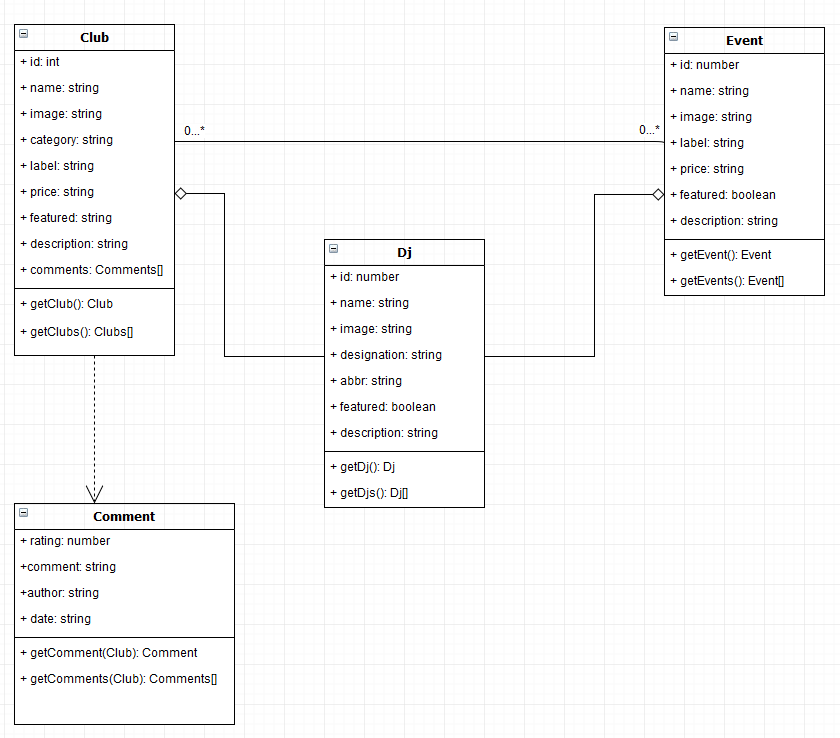 Club
+ id: int
+ name: string
+ image: string
+ category: string
+ label: string
+ price: string
+ featured: string
+ description: string
+ comments: Comments[]
+ getClub(): Club
+ getClubs(): Clubs[]
0...*
0...*
Event
+ id: number
+ name: string
+ image: string
+ label: string
+ price: string
+ featured: boolean
+ description: string
+ getEvent(): Event
+ getEvents(): Event[]
Dj
+ id: number
+ name: string
+ image: string
+ designation: string
+ abbr: string
+ featured: boolean
+ description: string
+ getDj(): Dj
+ getDjs(): Dj[]
Comment
+ rating: number
+comment: string
+author: string
+ date: string
+ getComment(Club): Comment
+ getComments(Club): Comments[]